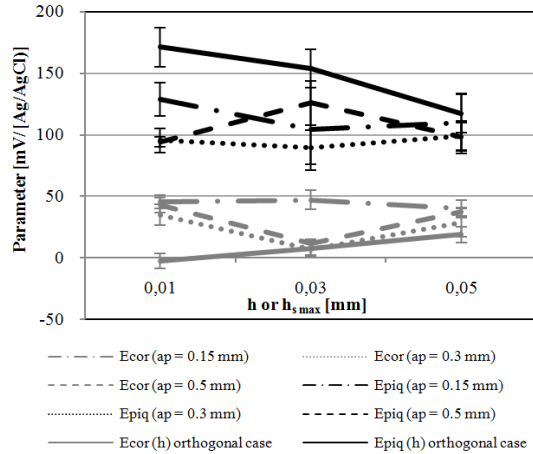 200
150
100
50
0
-50
Parameter [mV/ [Ag/AgCl)]
0,01 0,03 0,05
h or hs max [mm]
Ecor (ap = 0.15 mm) Ecor (ap = 0.3 mm)
Ecor (ap = 0.5 mm) Epiq (ap = 0.15 mm)
Epiq (ap = 0.3 mm) Epiq (ap = 0.5 mm)
Ecor (h) orthogonal case Epiq (h) orthogonal case